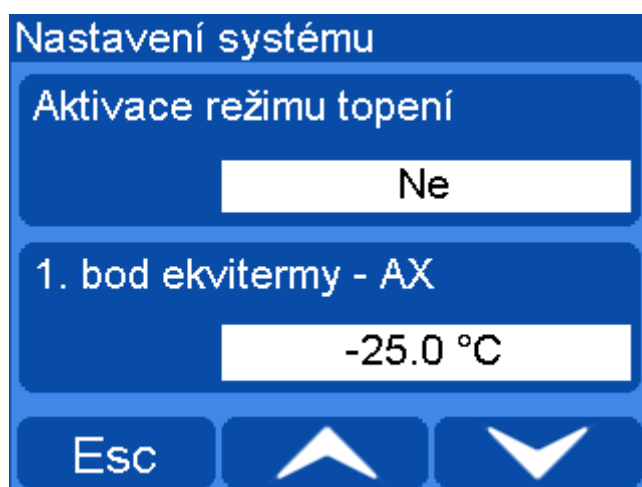 Nastavení systému
Aktivace režimu topení
Ne
1. bod ekvitermy - AX
-25.0 °C
Esc